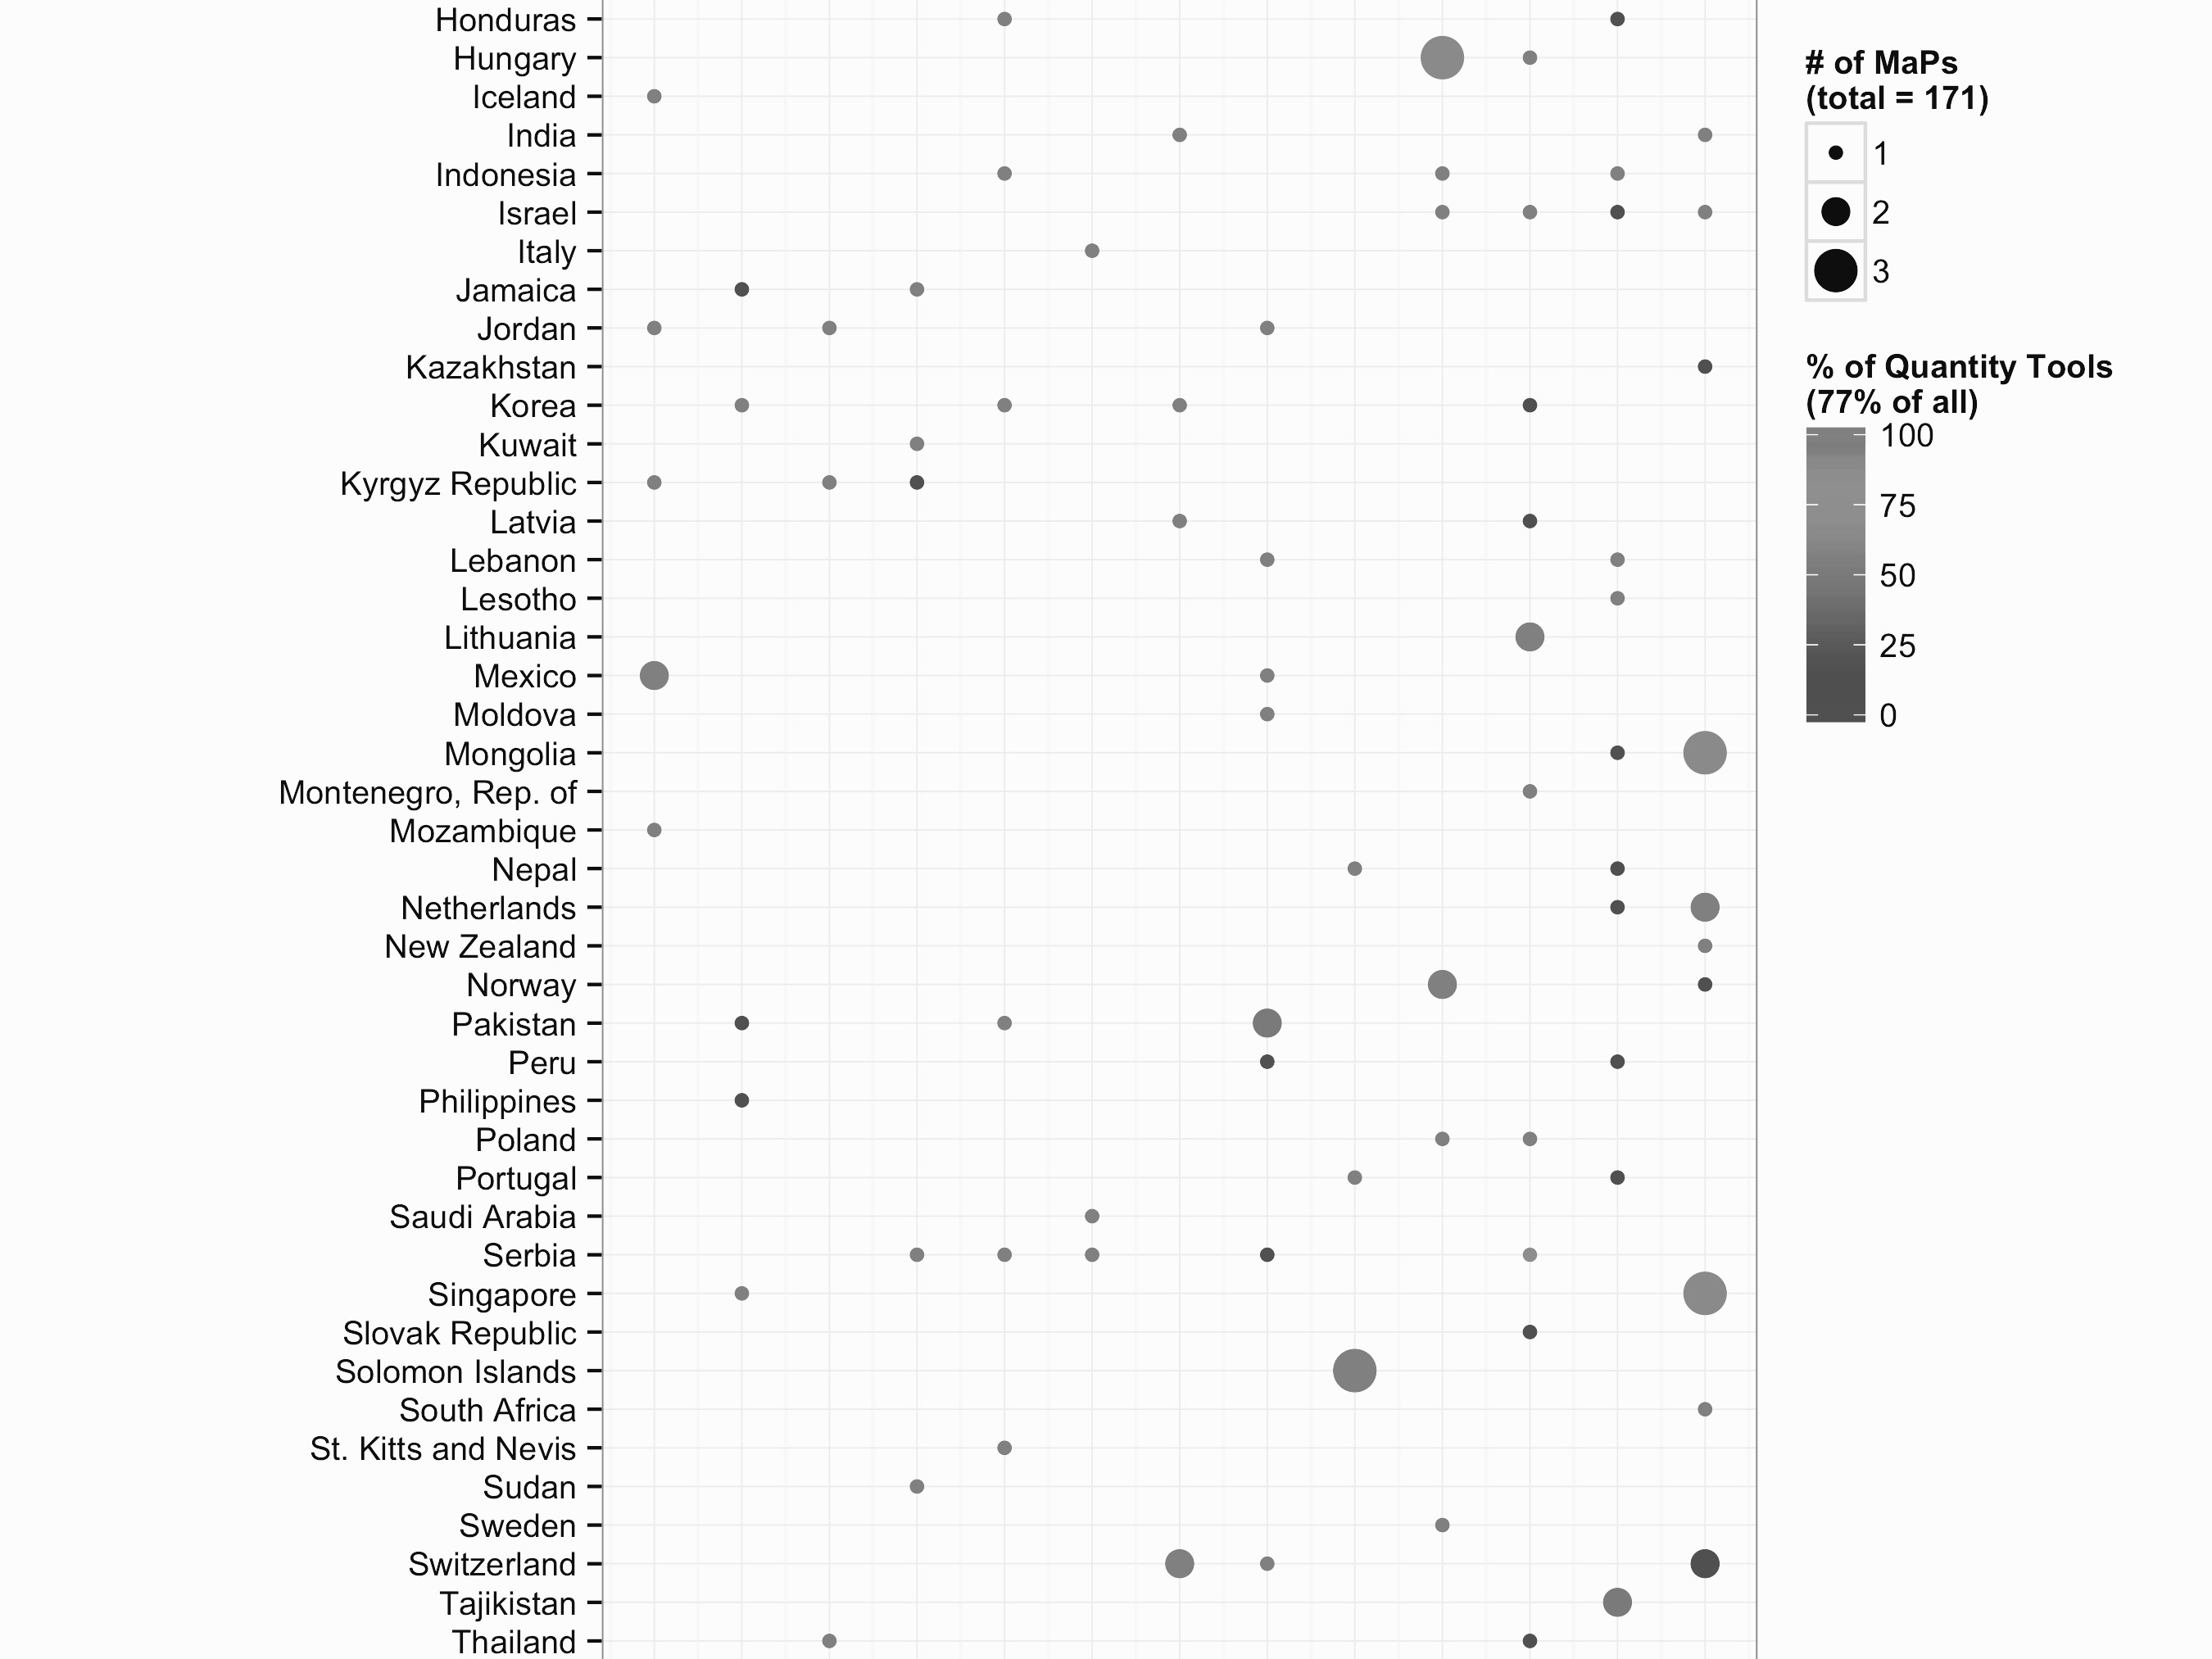 Honduras
Hungary
Iceland
India
Indonesia
Israel
Italy
Jamaica
Jordan
Kazakhstan
Korea
Kuwait
Kyrgyz Republic
Latvia
Lebanon
Lesotho
Lithuania
Mexico
Moldova
Mongolia
Montenegro, Rep. of
Mozambique
Nepal
Netherlands
New Zealand
Norway
Pakistan
Peru
Philippines
Poland
Portugal
Saudi Arabia
Serbia
Singapore
Slovak Republic
Solomon Islands
South Africa
St. Kitts and Nevis
Sudan
Sweden
Switzerland
Tajikistan
Thailand
# of MaPs
(total = 171)
1
2
3
% of Quantity Tools
(77% of all)
100
75
50
25
0